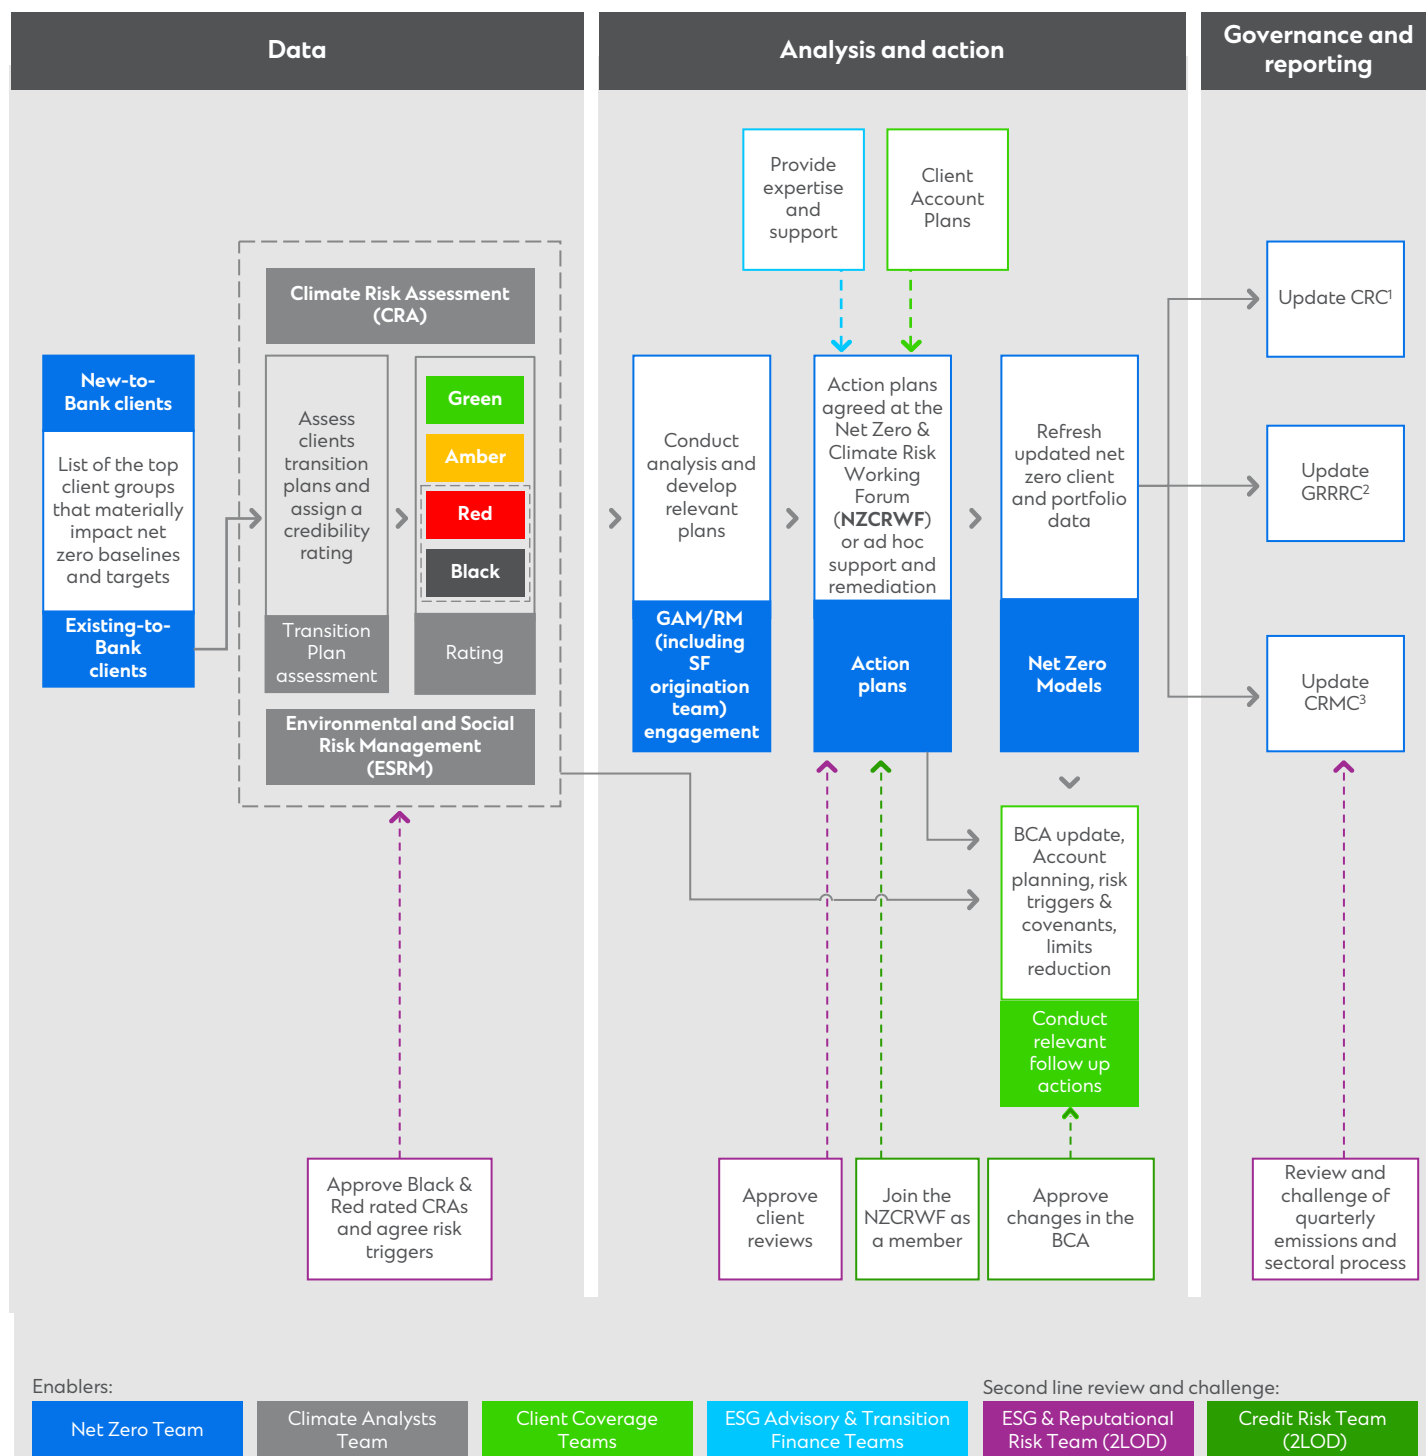 Data
Analysis and action
Governance and
reporting
Provide
expertise
and
support
Client
Account
Plans
Climate Risk Assessment
(CRA)
Update CRC¹
New-to-
Bank clients
List of the top
client groups
that materially
impact net
zero baselines
and targets
Existing-to-
Bank
clients
Assess
clients
transition
plans and
assign a
credibility
rating
Transition
Plan
assessment
Green
Amber
Red
Black
Rating
Environmental and Social
Risk Management
(ESRM)
Conduct
analysis and
develop
relevant
plans
GAM/RM
(including
SF
origination
team)
engagement
Action plans
agreed at the
Net Zero &
Climate Risk
Working
Forum
(NZCRWF)
or ad hoc
support and
remediation
Action
plans
Refresh
updated net
zero client
and portfolio
data
Net Zero
Models
Update
GRRRC²
Update
CRMC³
BCA update,
Account
planning, risk
triggers &
covenants,
limits
reduction
Conduct
relevant
follow up
actions
Approve Black &
Red rated CRAs
and agree risk
triggers
Approve
client
reviews
Join the
NZCRWF as
a member
Approve
changes in the
BCA
Review and
challenge of
quarterly
emissions and
sectoral process
Enablers:
Second line review and challenge:
Net Zero Team
Climate Analysts
Team
Client Coverage
Teams
ESG Advisory & Transition
Finance Teams
ESG & Reputational
Risk Team (2LOD)
Credit Risk Team
(2LOD)